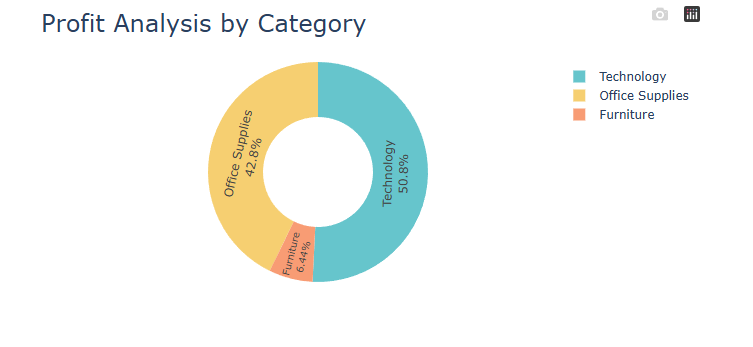 Profit Analysis by Category
Technology
Office Supplies
Furniture
Office Supplies
42.8%
Technology
50.8%
Furniture
6.44%